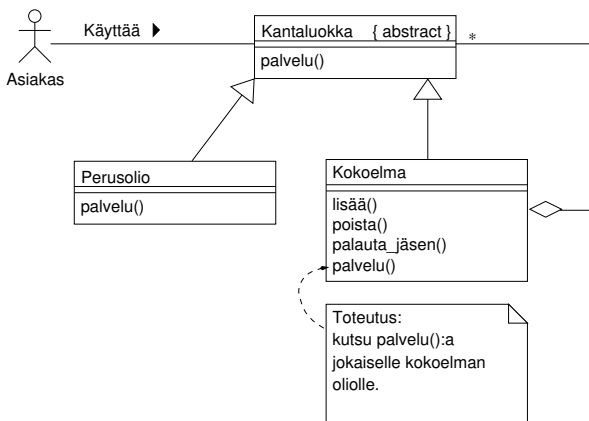 Käyttää
Asiakas
Kantaluokka { abstract }
*
palvelu()
Perusolio
palvelu()
Kokoelma
lisää()
poista()
palauta_jäsen()
palvelu()
Toteutus:
kutsu palvelu():a
jokaiselle kokoelman
oliolle.